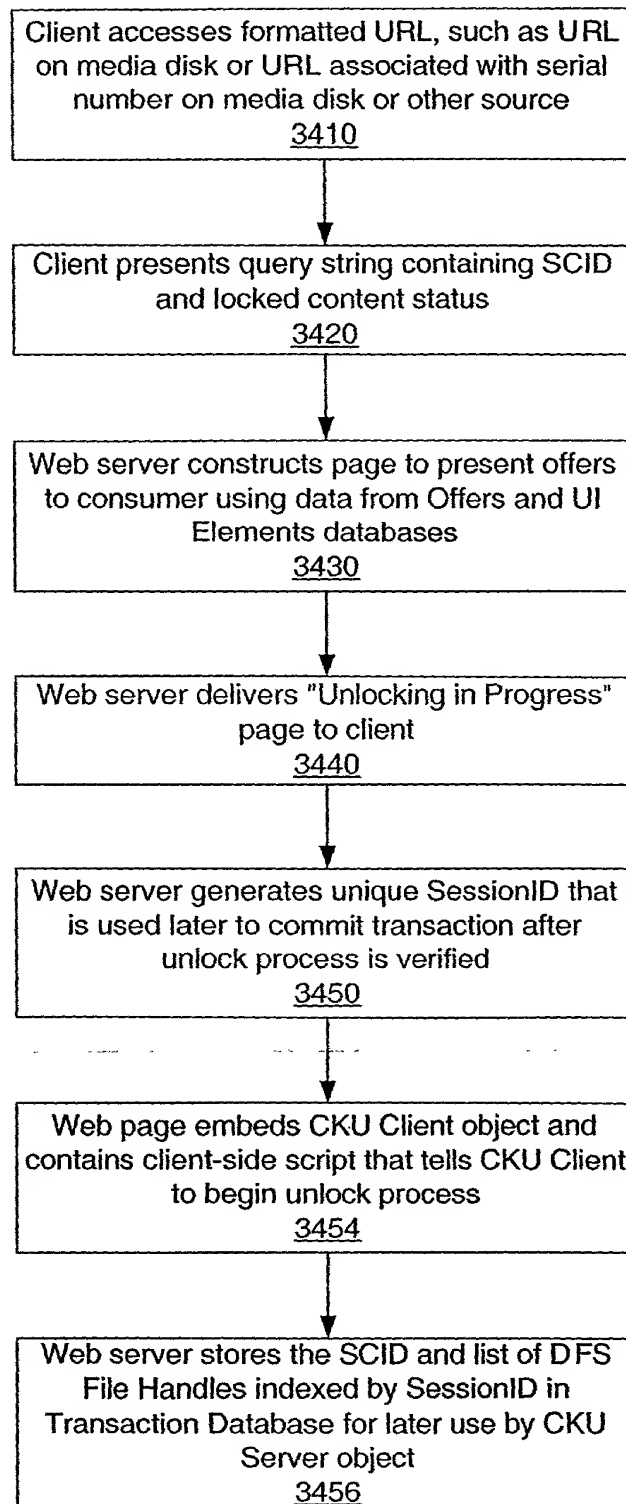 Client accesses formatted URL, such as URL
on media disk or URL associated with serial
number on media disk or other source
3410
Client presents query string containing SCID
and locked content status
3420
Web server constructs page to present offers
to consumer using data from Offers and UI
Elements databases
3430
Web server delivers "Unlocking in Progress"
page to client
3440
Web server generates unique SessionID that
is used later to commit transaction after
unlock process is verified
3450
Web page embeds CKU Client object and
contains client-side script that tells CKU Client
to begin unlock process
3454
Web server stores the SCID and list of DFS
File Handles indexed by SessionID in
Transaction Database for later use by CKU
Server object
3456